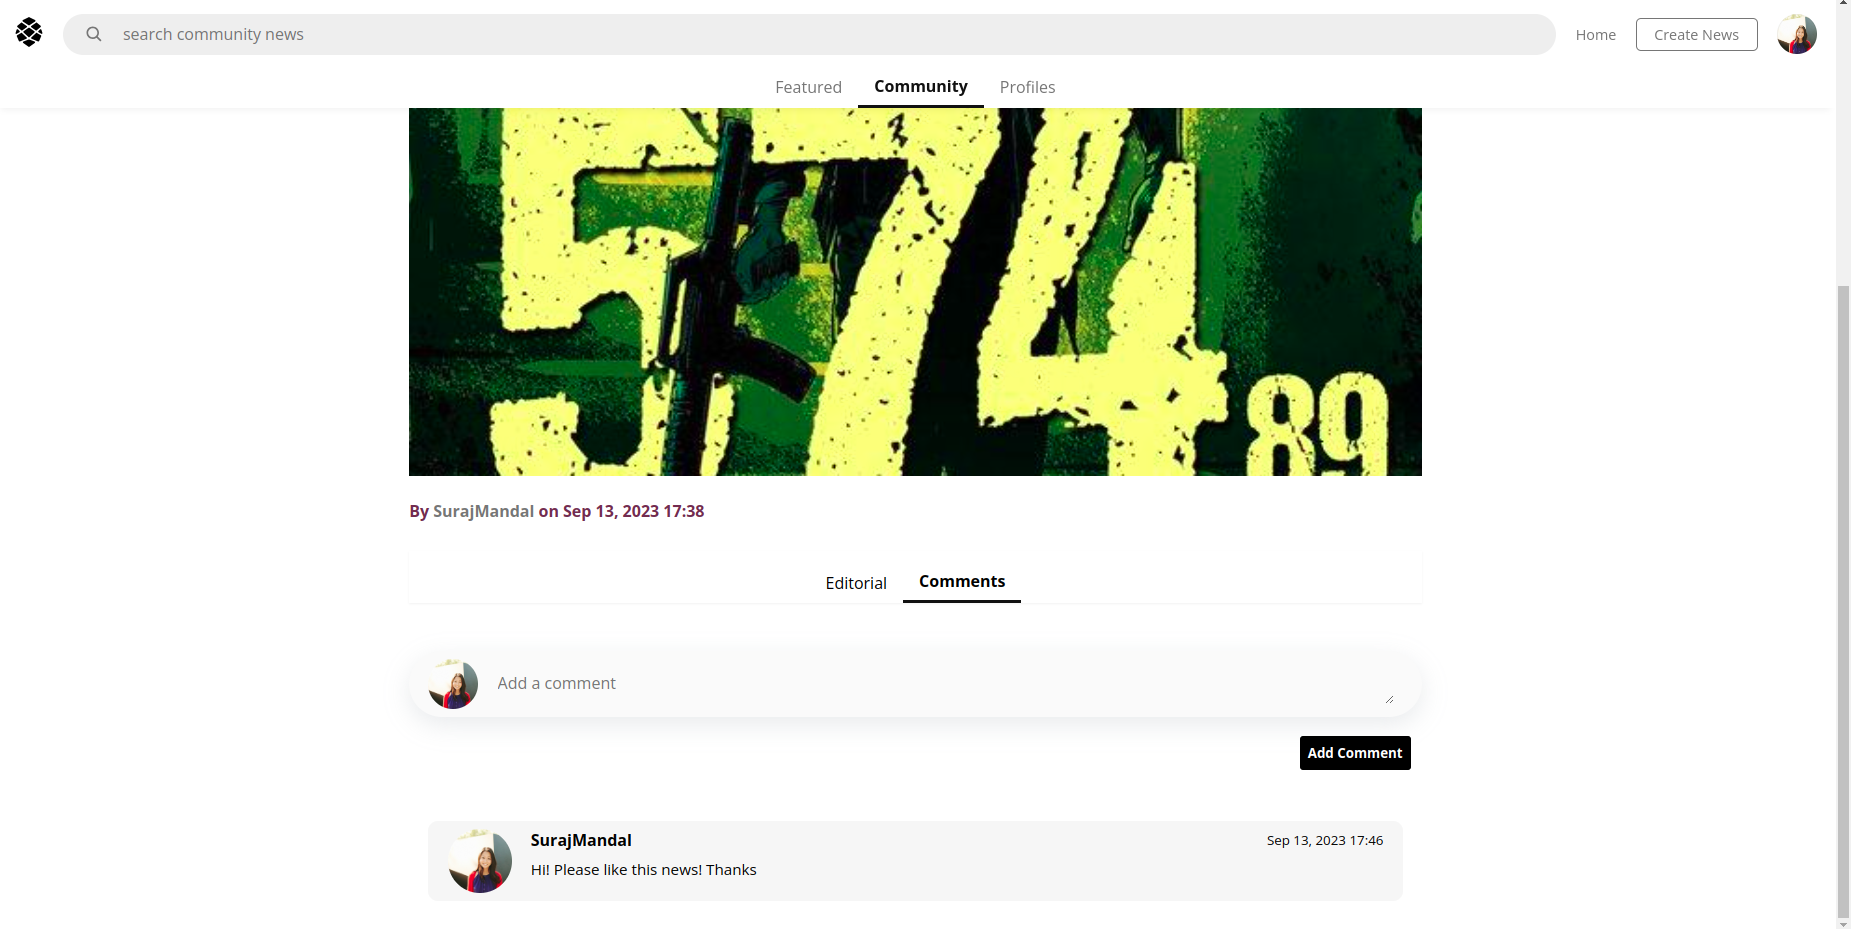 search community news
Home
Create News
Featured
Community
Profiles
574
89
By SurajMandal on Sep 13, 2023 17:38
Editorial
Comments
Add a comment
Add Comment
SurajMandal
Sep 13, 2023 17:46
Hi! Please like this news! Thanks